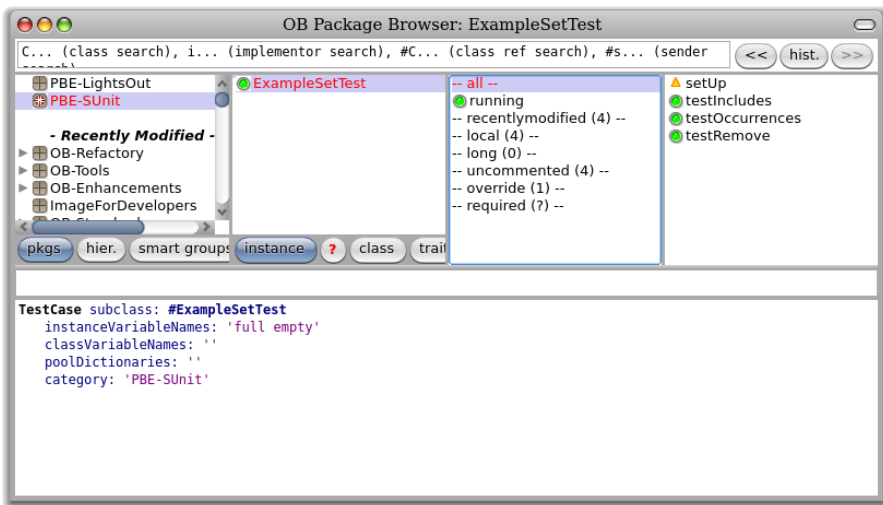 OB Package Browser: ExampleSetTest
C... (class search), i... (implementor search), #C... (class ref search), #s... (sender
<< hist. >>
PBE-LightsOut
PBE-SUnit
- Recently Modified -
OB-Refactory
OB-Tools
OB-Enhancements
ImageForDevelopers
ExampleSetTest
-- all --
running
-- recentlymodified (4) --
-- local (4) --
-- long (0) --
-- uncommented (4) --
-- override (1) --
-- required (?) --
setUp
testIncludes
testOccurrences
testRemove
pkgs hier. smart groups instance ? class trait
TestCase subclass: #ExampleSetTest
instanceVariableNames: 'full empty'
classVariableNames: ''
poolDictionaries: ''
category: 'PBE-SUnit'